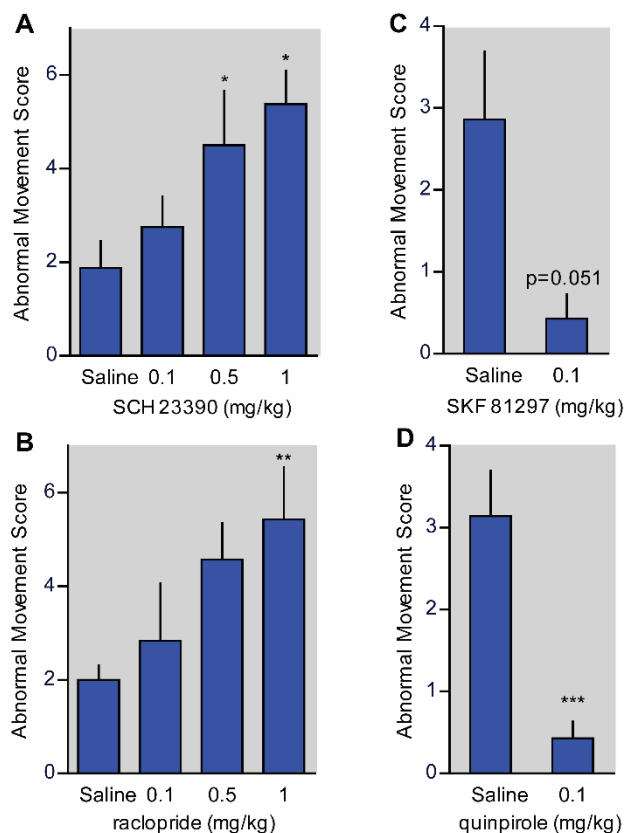 A
Abnormal Movement Score
6
4
2
0
*
*
Saline 0.1 0.5 1
SCH 23390 (mg/kg)
B
Abnormal Movement Score
6
4
2
0
**
Saline 0.1 0.5 1
raclopride (mg/kg)
C
Abnormal Movement Score
4
3
2
1
0
p=0.051
Saline 0.1
SKF 81297 (mg/kg)
D
Abnormal Movement Score
4
3
2
1
0
***
Saline 0.1
quinpirole (mg/kg)